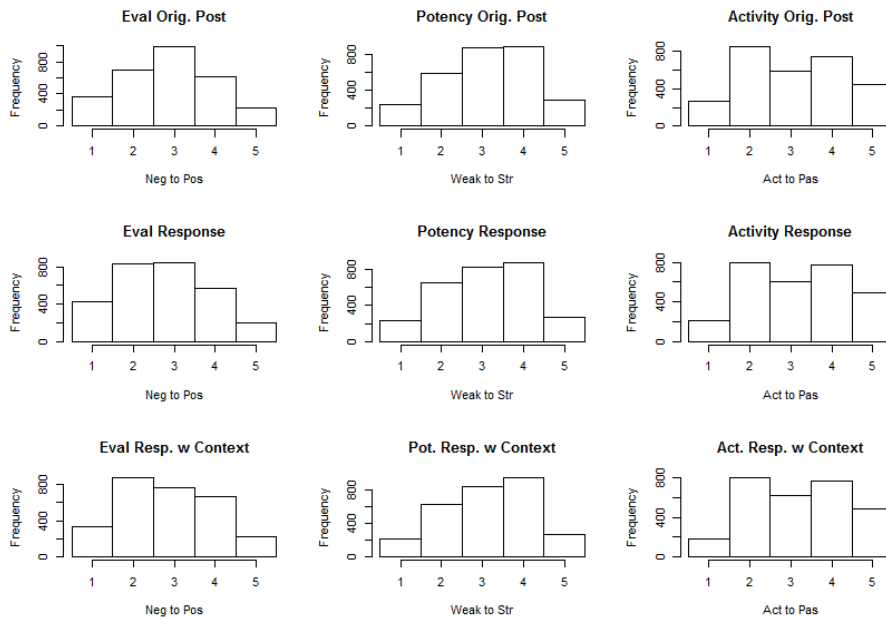 Eval Orig. Post
Frequency
0 400 800
1 2 3 4 5
Neg to Pos
Potency Orig. Post
Frequency
0 400 800
1 2 3 4 5
Weak to Str
Activity Orig. Post
Frequency
0 400 800
1 2 3 4 5
Act to Pas
Eval Response
Frequency
0 400 800
1 2 3 4 5
Neg to Pos
Potency Response
Frequency
0 400 800
1 2 3 4 5
Weak to Str
Activity Response
Frequency
0 400 800
1 2 3 4 5
Act to Pas
Eval Resp. w Context
Frequency
0 400 800
1 2 3 4 5
Neg to Pos
Pot. Resp. w Context
Frequency
0 400 800
1 2 3 4 5
Weak to Str
Act. Resp. w Context
Frequency
0 400 800
1 2 3 4 5
Act to Pas